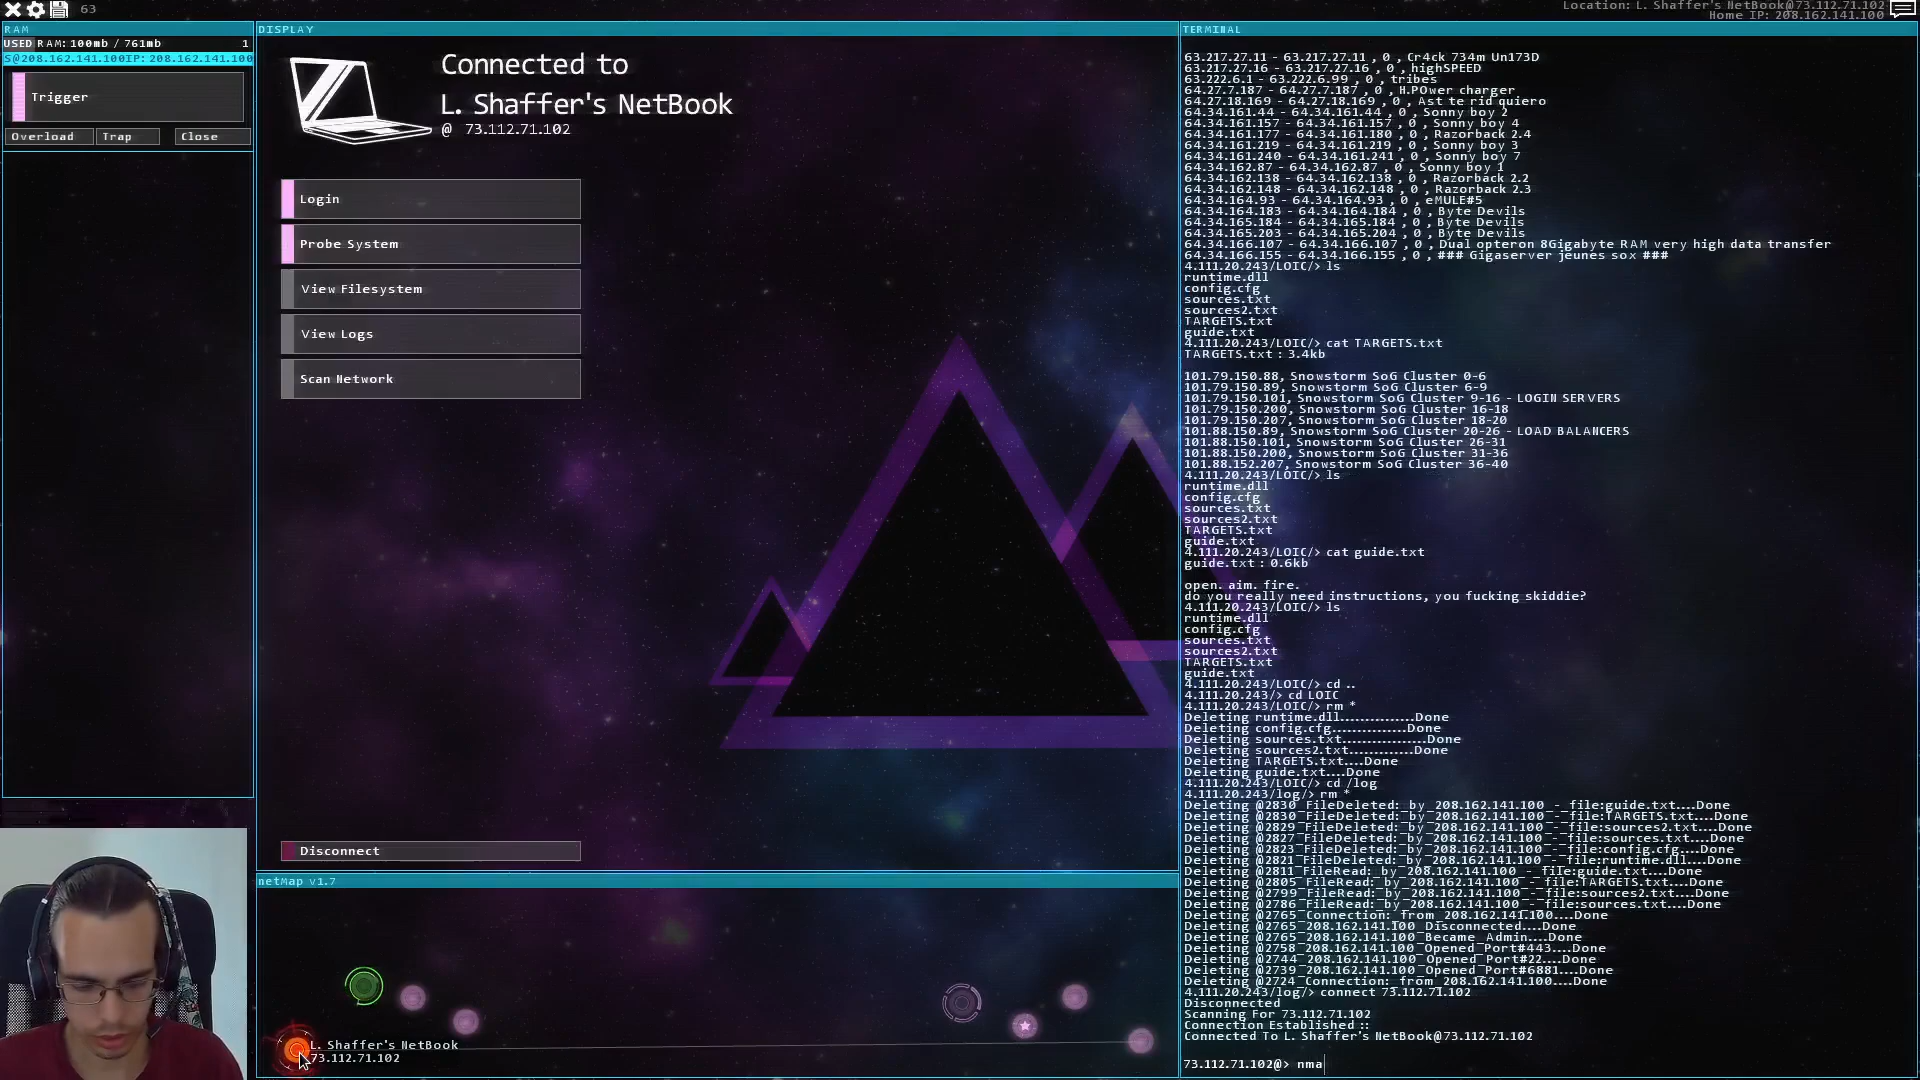 63
Location: L. Shaffer's NetBook@73.112.71.102
Home IP: 208.162.141.100
RAM
USED RAM: 100mb / 761mb 1
S@208.162.141.100IP: 208.162.141.100
Trigger
Overload
Trap
Close
DISPLAY
Connected to
L. Shaffer's NetBook
@ 73.112.71.102
Login
Probe System
View Filesystem
View Logs
Scan Network
Disconnect
netMap v1.7
L. Shaffer's NetBook
73.112.71.102
TERMINAL
63.217.27.11 - 63.217.27.11 , 0 , Cr4ck 734m Un173D
63.217.27.16 - 63.217.27.16 , 0 , highSPEED
63.222.6.1 - 63.222.6.99 , 0 , tribes
64.27.7.187 - 64.27.7.187 , 0 , H.POwer charger
64.27.18.169 - 64.27.18.169 , 0 , Ast te rid quiero
64.34.161.44 - 64.34.161.44 , 0 , Sonny boy 2
64.34.161.157 - 64.34.161.157 , 0 , Sonny boy 4
64.34.161.177 - 64.34.161.180 , 0 , Razorback 2.4
64.34.161.219 - 64.34.161.219 , 0 , Sonny boy 3
64.34.161.240 - 64.34.161.241 , 0 , Sonny boy 7
64.34.162.87 - 64.34.162.87 , 0 , Sonny boy 1
64.34.162.138 - 64.34.162.138 , 0 , Razorback 2.2
64.34.162.148 - 64.34.162.148 , 0 , Razorback 2.3
64.34.164.93 - 64.34.164.93 , 0 , eMULE#5
64.34.164.183 - 64.34.164.184 , 0 , Byte Devils
64.34.165.184 - 64.34.165.184 , 0 , Byte Devils
64.34.165.203 - 64.34.165.204 , 0 , Byte Devils
64.34.166.107 - 64.34.166.107 , 0 , Dual opteron 8Gigabyte RAM very high data transfer
64.34.166.155 - 64.34.166.155 , 0 , ### Gigaserver jeunes sox ###
4.111.20.243/LOIC/> ls
runtime.dll
config.cfg
sources.txt
sources2.txt
TARGETS.txt
guide.txt
4.111.20.243/LOIC/> cat TARGETS.txt
TARGETS.txt : 3.4kb
101.79.150.88, Snowstorm SoG Cluster 0-6
101.79.150.89, Snowstorm SoG Cluster 6-9
101.79.150.101, Snowstorm SoG Cluster 9-16 - LOGIN SERVERS
101.79.150.200, Snowstorm SoG Cluster 16-18
101.79.150.207, Snowstorm SoG Cluster 18-20
101.88.150.89, Snowstorm SoG Cluster 20-26 - LOAD BALANCERS
101.88.150.101, Snowstorm SoG Cluster 26-31
101.88.150.200, Snowstorm SoG Cluster 31-36
101.88.152.207, Snowstorm SoG Cluster 36-40
4.111.20.243/LOIC/> ls
runtime.dll
config.cfg
sources.txt
sources2.txt
TARGETS.txt
guide.txt
4.111.20.243/LOIC/> cat guide.txt
guide.txt : 0.6kb
open. aim. fire.
do you really need instructions, you fucking skiddie?
4.111.20.243/LOIC/> ls
runtime.dll
config.cfg
sources.txt
sources2.txt
TARGETS.txt
guide.txt
4.111.20.243/LOIC/> cd ..
4.111.20.243/> cd LOIC
4.111.20.243/LOIC/> rm *
Deleting runtime.dll...............Done
Deleting config.cfg..............Done
Deleting sources.txt.................Done
Deleting sources2.txt............Done
Deleting TARGETS.txt....Done
Deleting guide.txt....Done
4.111.20.243/LOIC/> cd /log
4.111.20.243/log/> rm *
Deleting @2830_FileDeleted:_by_208.162.141.100_-_file:guide.txt....Done
Deleting @2830_FileDeleted:_by_208.162.141.100_-_file:TARGETS.txt....Done
Deleting @2829_FileDeleted:_by_208.162.141.100_-_file:sources2.txt....Done
Deleting @2827_FileDeleted:_by_208.162.141.100_-_file:sources.txt....Done
Deleting @2823_FileDeleted:_by_208.162.141.100_-_file:config.cfg....Done
Deleting @2821_FileDeleted:_by_208.162.141.100_-_file:runtime.dll....Done
Deleting @2811_FileRead:_by_208.162.141.100_-_file:guide.txt....Done
Deleting @2805_FileRead:_by_208.162.141.100_-_file:TARGETS.txt....Done
Deleting @2799_FileRead:_by_208.162.141.100_-_file:sources2.txt....Done
Deleting @2786_FileRead:_by_208.162.141.100_-_file:sources.txt....Done
Deleting @2765_Connection:_from_208.162.141.100....Done
Deleting @2765_208.162.141.100_Disconnected....Done
Deleting @2765_208.162.141.100_Became_Admin....Done
Deleting @2758_208.162.141.100_Opened_Port#443....Done
Deleting @2744_208.162.141.100_Opened_Port#22....Done
Deleting @2739_208.162.141.100_Opened_Port#6881....Done
Deleting @2724_Connection:_from_208.162.141.100....Done
4.111.20.243/log/> connect 73.112.71.102
Disconnected
Scanning For 73.112.71.102
Connection Established ::
Connected To L. Shaffer's NetBook@73.112.71.102
73.112.71.102@> nma